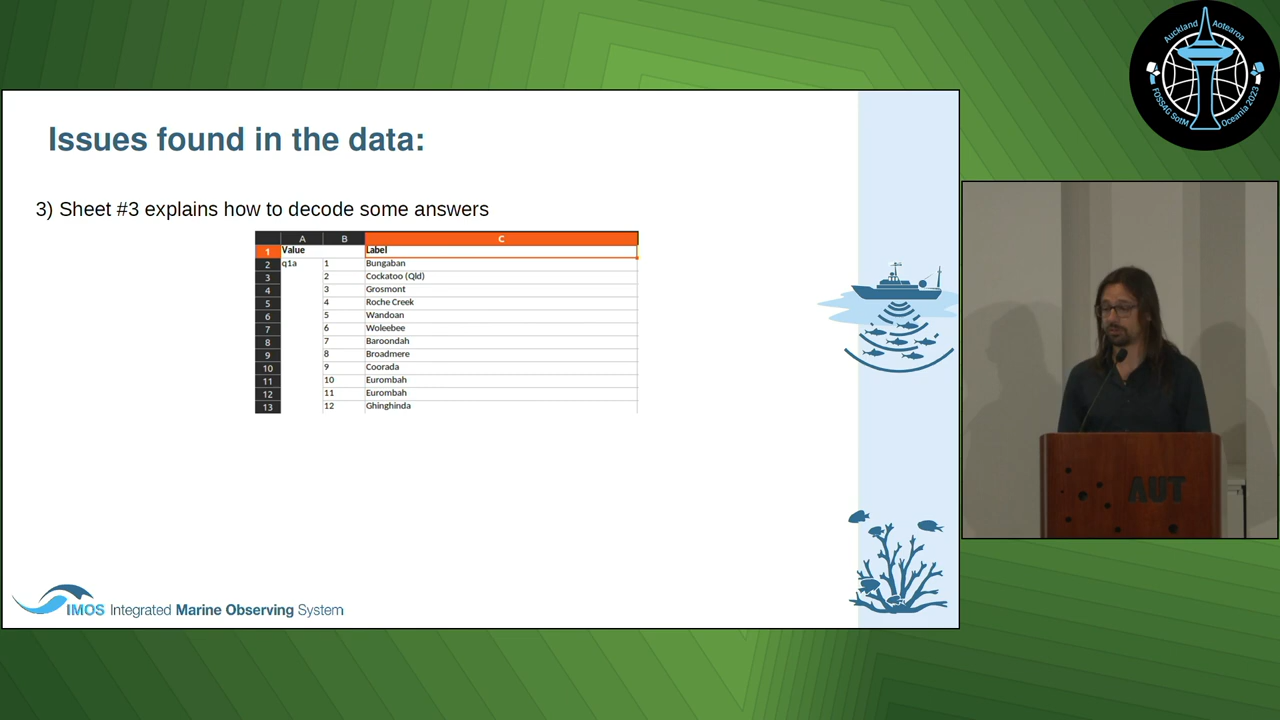 Issues found in the data:
3) Sheet #3 explains how to decode some answers
A B C
1 Value Label
2 q1a 1 Bungaban
3 2 Cockatoo (Qld)
4 3 Grosmont
5 4 Roche Creek
6 5 Wandoan
7 6 Woleebee
8 7 Baroondah
9 8 Broadmere
10 9 Coorada
11 10 Eurombah
12 11 Eurombah
13 12 Ghinghinda
IMOS Integrated Marine Observing System
Auckland Aotearoa
FOSS4G SotM Oceania 2023
AUT